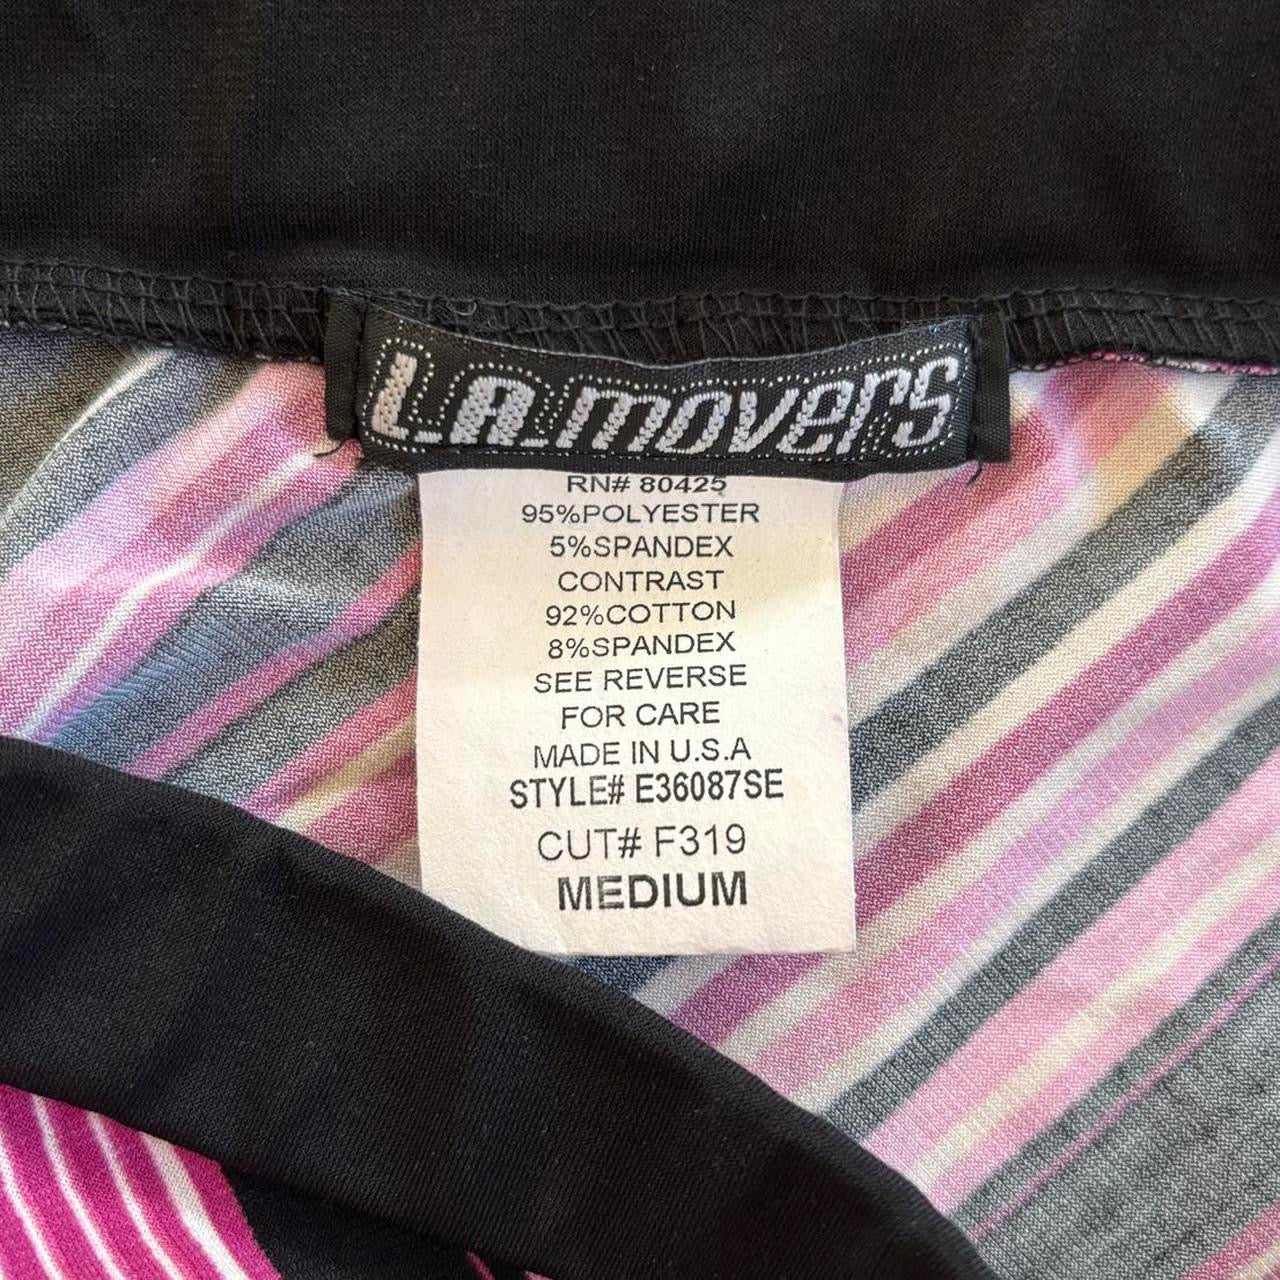 L.A. movers
RN# 80425
95%POLYESTER
5%SPANDEX
CONTRAST
92%COTTON
8%SPANDEX
SEE REVERSE
FOR CARE
MADE IN U.S.A
STYLE# E36087SE
CUT# F319
MEDIUM